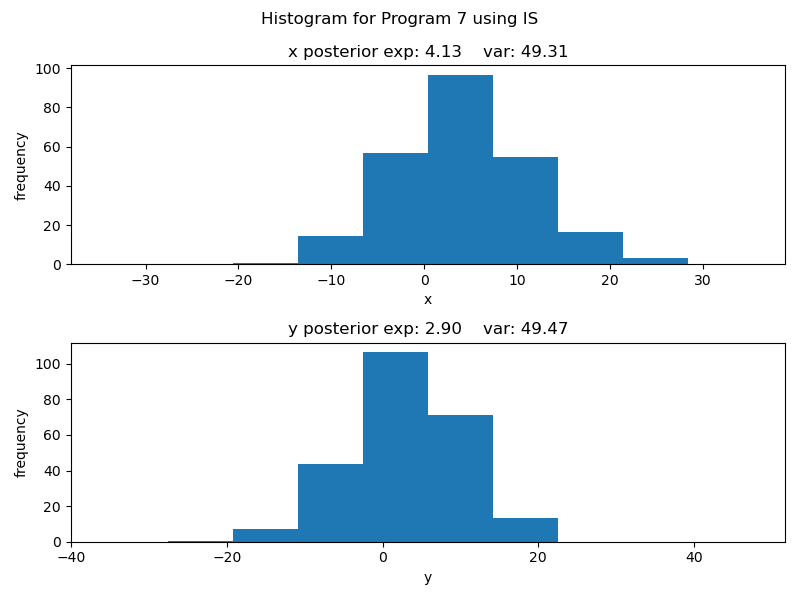 Histogram for Program 7 using IS
x posterior exp: 4.13    var: 49.31
100
80
60
40
20
0
frequency
−30 −20 −10 0 10 20 30
x
y posterior exp: 2.90    var: 49.47
100
80
60
40
20
0
frequency
−40 −20 0 20 40
y